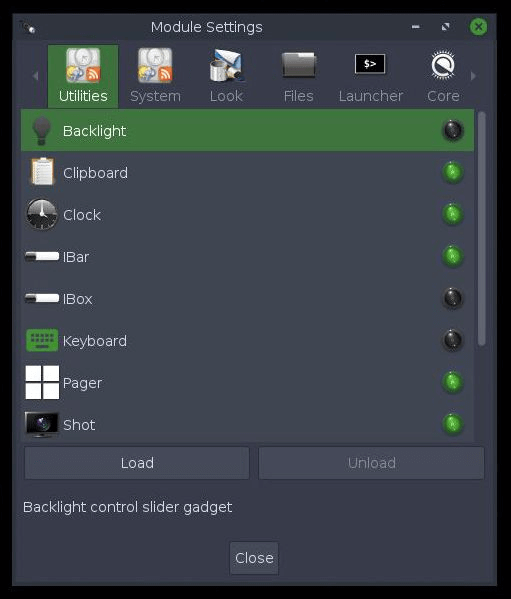 Module Settings
Utilities System Look Files Launcher Core
$>
Backlight
Clipboard
Clock
IBar
IBox
Keyboard
Pager
Shot
Load Unload
Backlight control slider gadget
Close